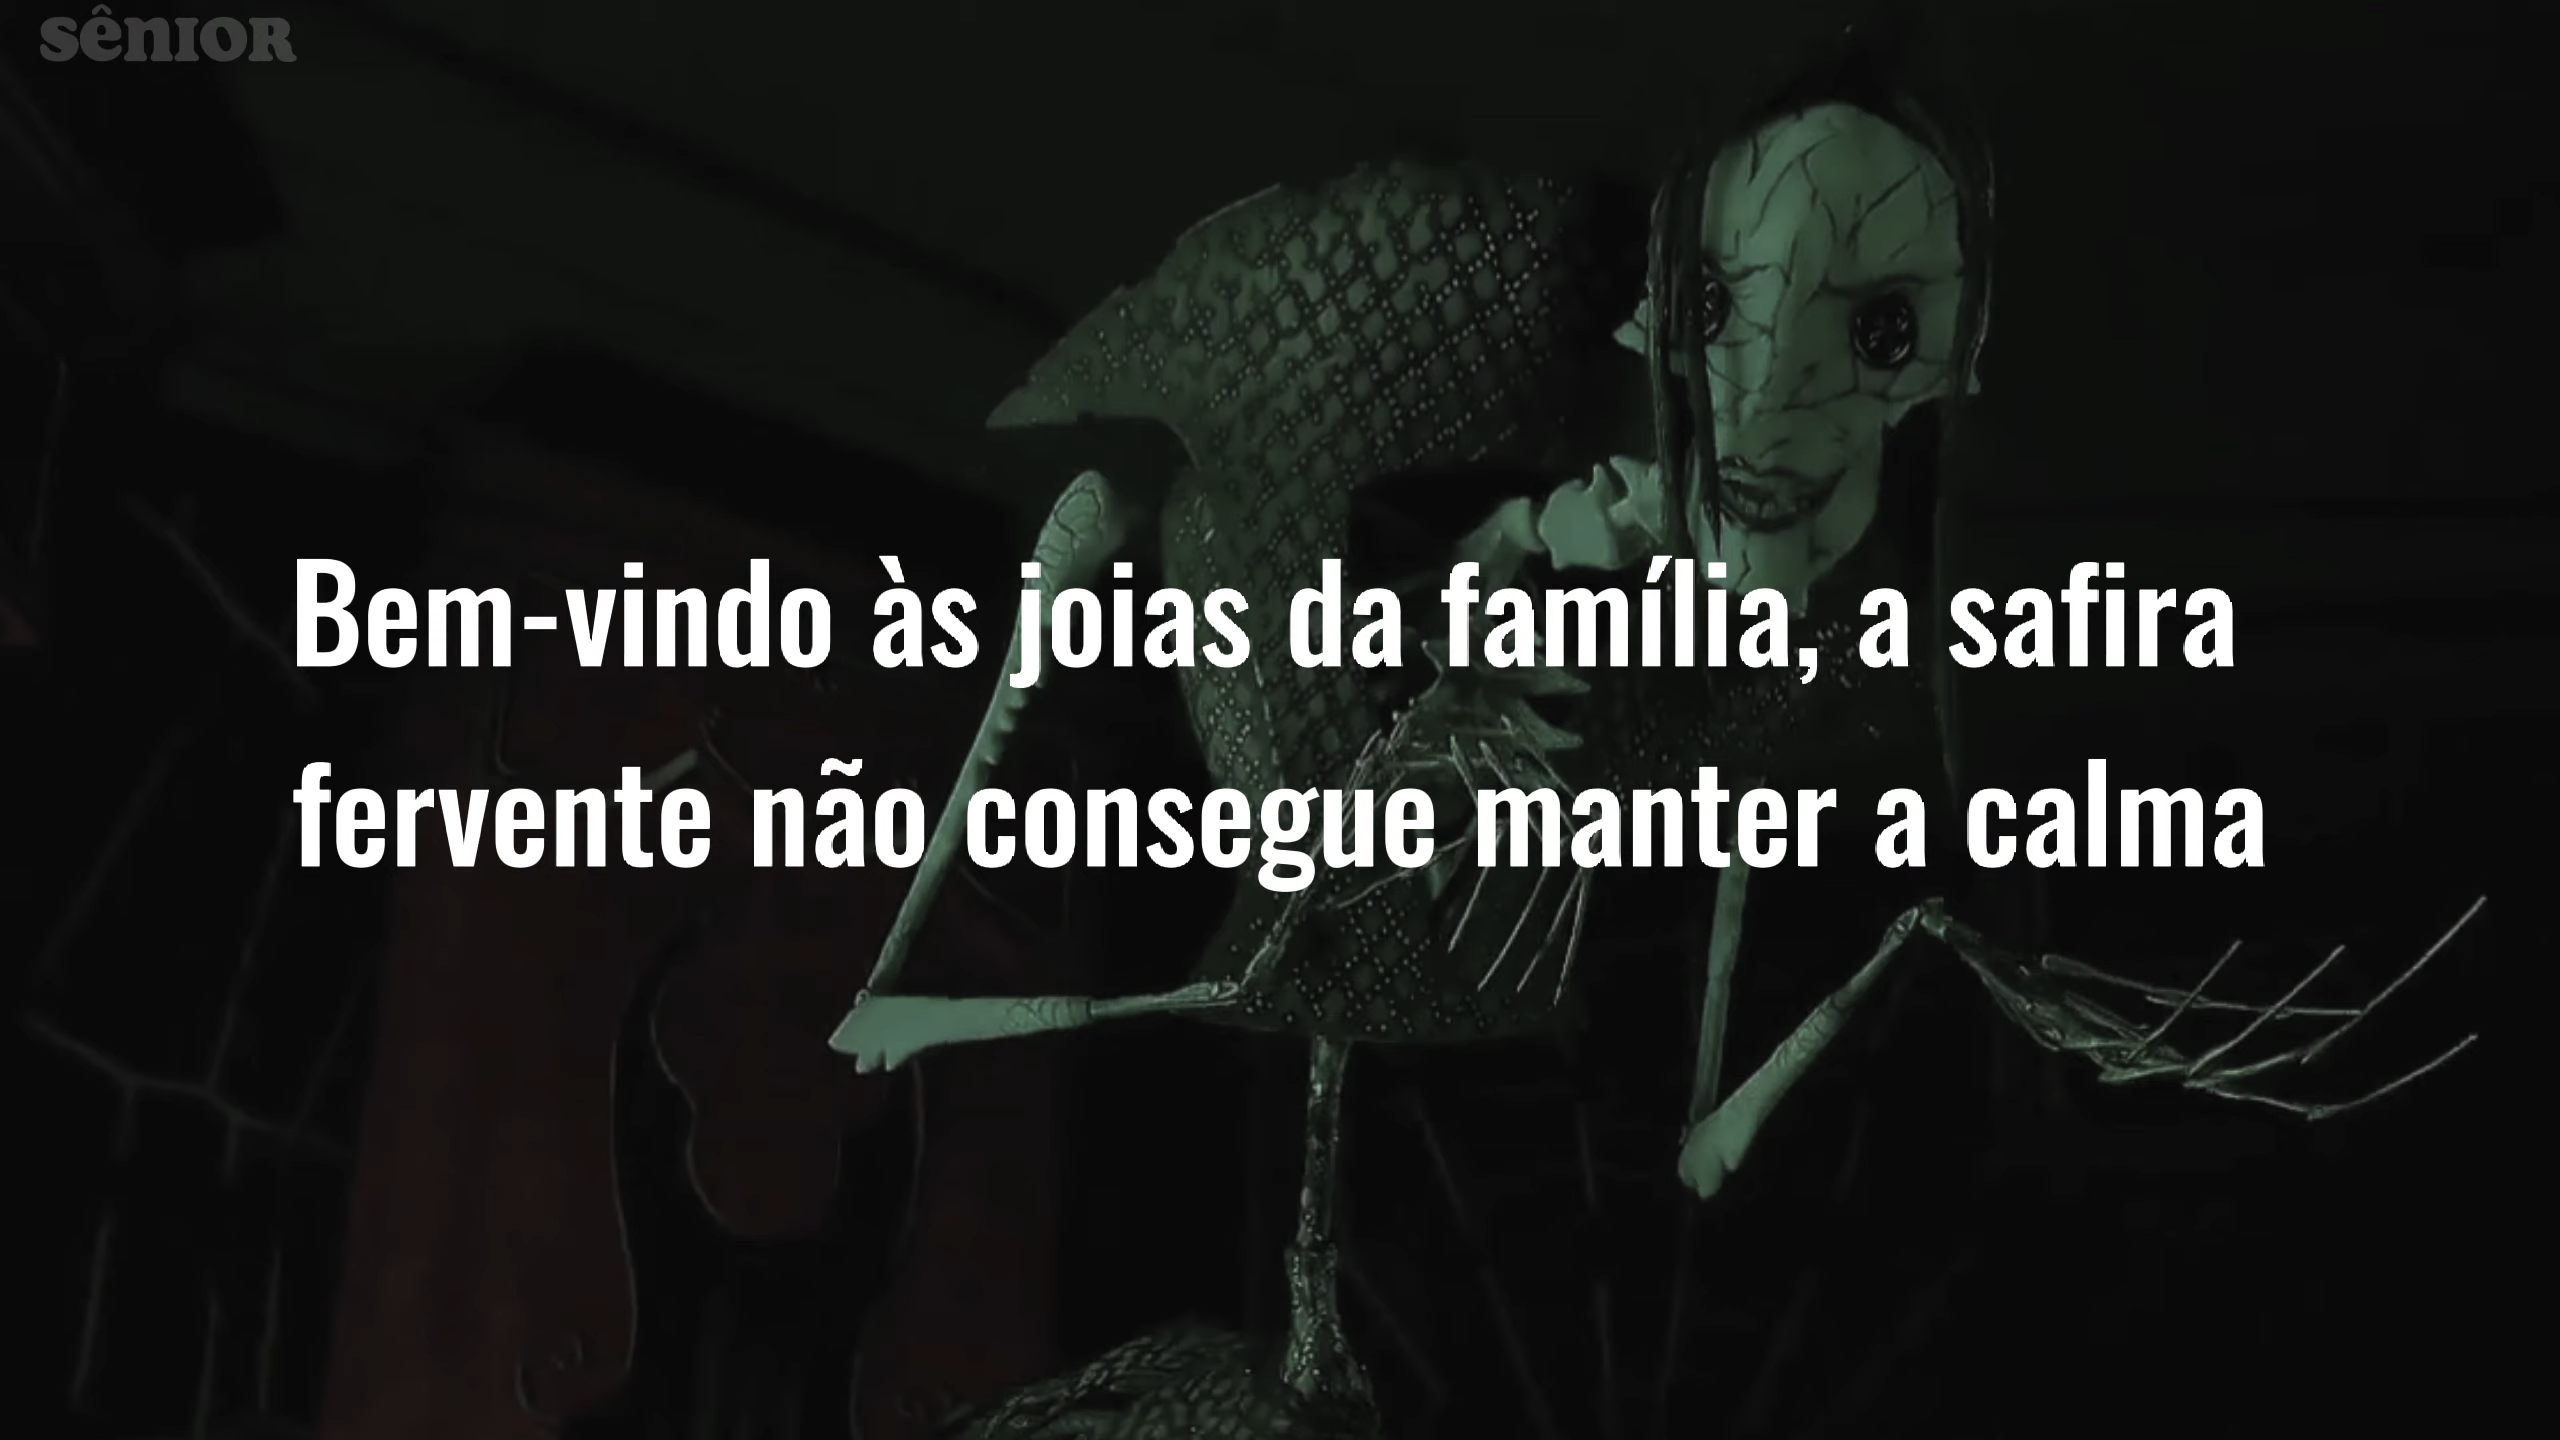 sênIOR
Bem-vindo às joias da família, a safira
fervente não consegue manter a calma